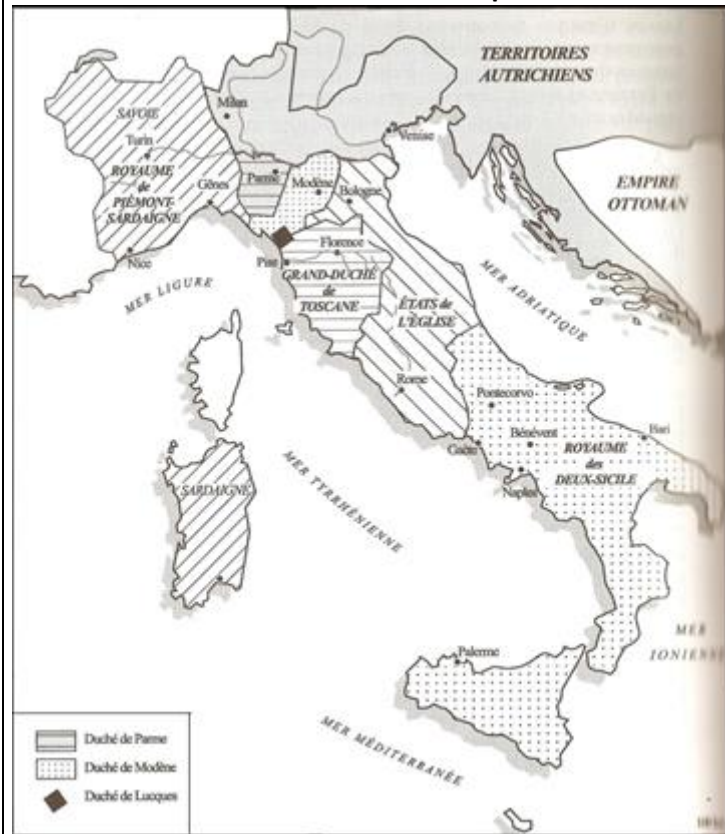 TERRITOIRES
AUTRICHIENS
SAVOIE
Milan
Turin
Venise
ROYAUME
de
PIÉMONT-
SARDAIGNE
Parme
Modène
Gênes
Bologne
EMPIRE
OTTOMAN
Nice
Pise
Florence
GRAND-DUCHÉ
de
TOSCANE
MER LIGURE
MER ADRIATIQUE
ÉTATS de
L'ÉGLISE
Rome
Pontecorvo
Bénévent
Bari
Gaète
Naples
ROYAUME
des
DEUX-SICILE
SARDAIGNE
MER TYRRHÉNIENNE
MER
IONIENNE
Palerme
MER MÉDITERRANÉE
Duché de Parme
Duché de Modène
Duché de Lucques